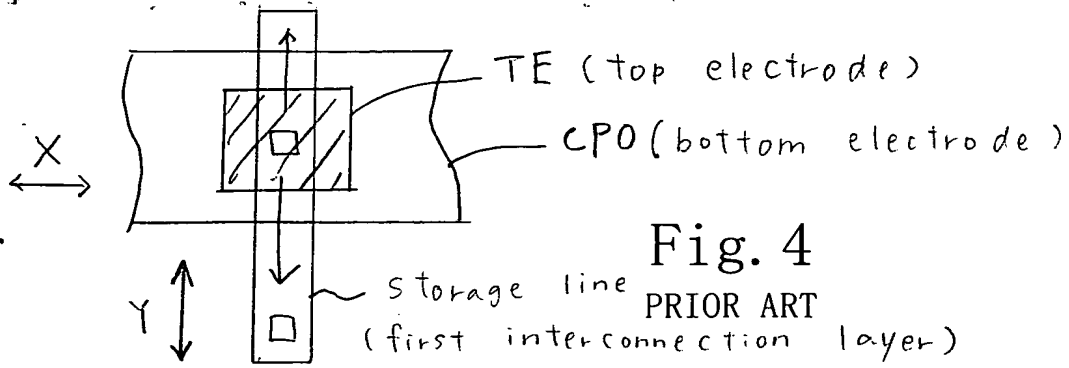 TE (top electrode)
CPO (bottom electrode)
X
Fig. 4
PRIOR ART
Y
storage line
(first interconnection layer)